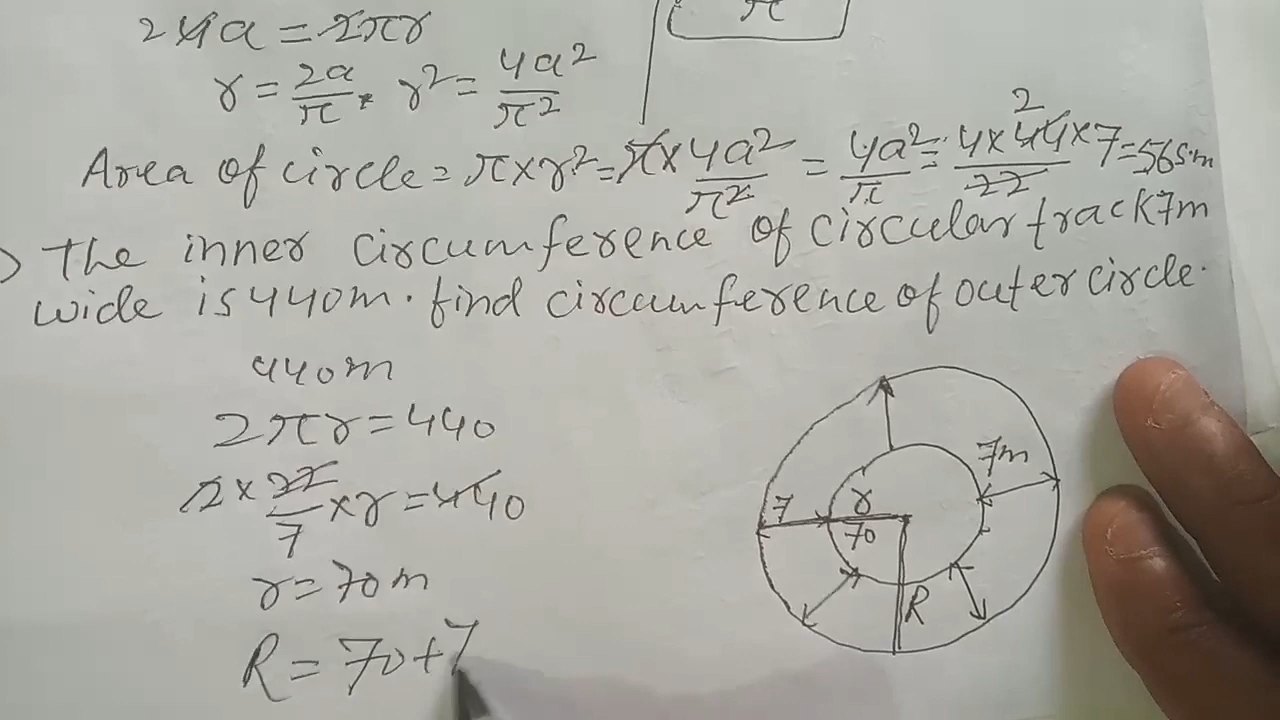 2 4a = 2πr
π
r = 2a/π, r² = 4a²/π²
Area of circle = π×r² = π×4a²/π² = 4a²/π = 4×44×7/22 = 56sm
2
The inner circumference of circular track 7m
wide is 440m. find circumference of outer circle.
440m
2πr = 440
2×22/7×r = 440
r = 70m
R = 70+7
7m
7
r
70
R